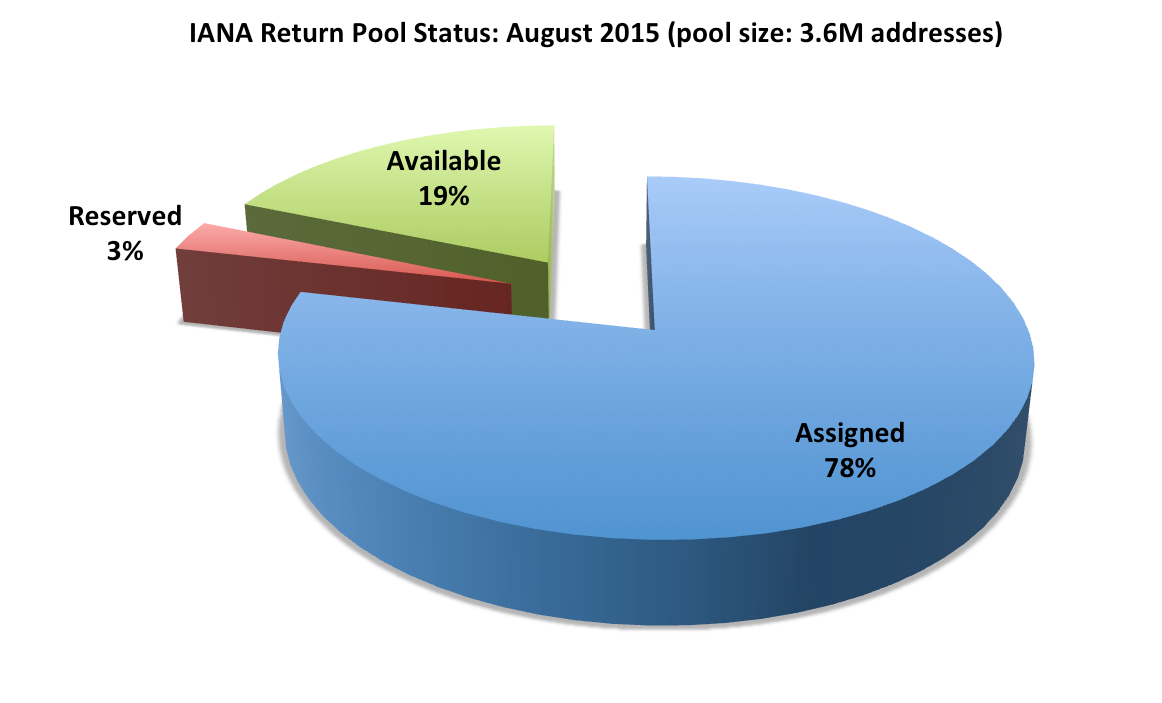 IANA Return Pool Status: August 2015 (pool size: 3.6M addresses)
Available
19%
Reserved
3%
Assigned
78%